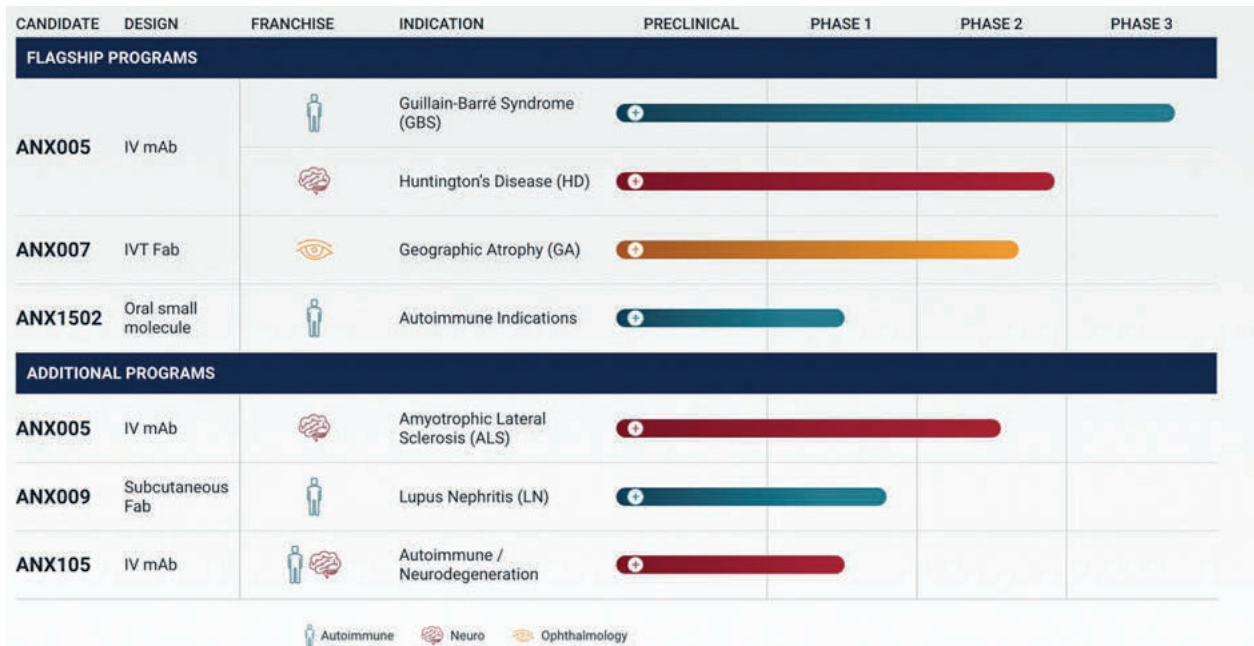 CANDIDATE DESIGN FRANCHISE INDICATION PRECLINICAL PHASE 1 PHASE 2 PHASE 3
FLAGSHIP PROGRAMS
ANX005 IV mAb
Guillain-Barré Syndrome
(GBS)
Huntington's Disease (HD)
ANX007 IVT Fab Geographic Atrophy (GA)
ANX1502
Oral small
molecule
Autoimmune Indications
ADDITIONAL PROGRAMS
ANX005 IV mAb
Amyotrophic Lateral
Sclerosis (ALS)
ANX009
Subcutaneous
Fab
Lupus Nephritis (LN)
ANX105 IV mAb
Autoimmune /
Neurodegeneration
Autoimmune Neuro Ophthalmology